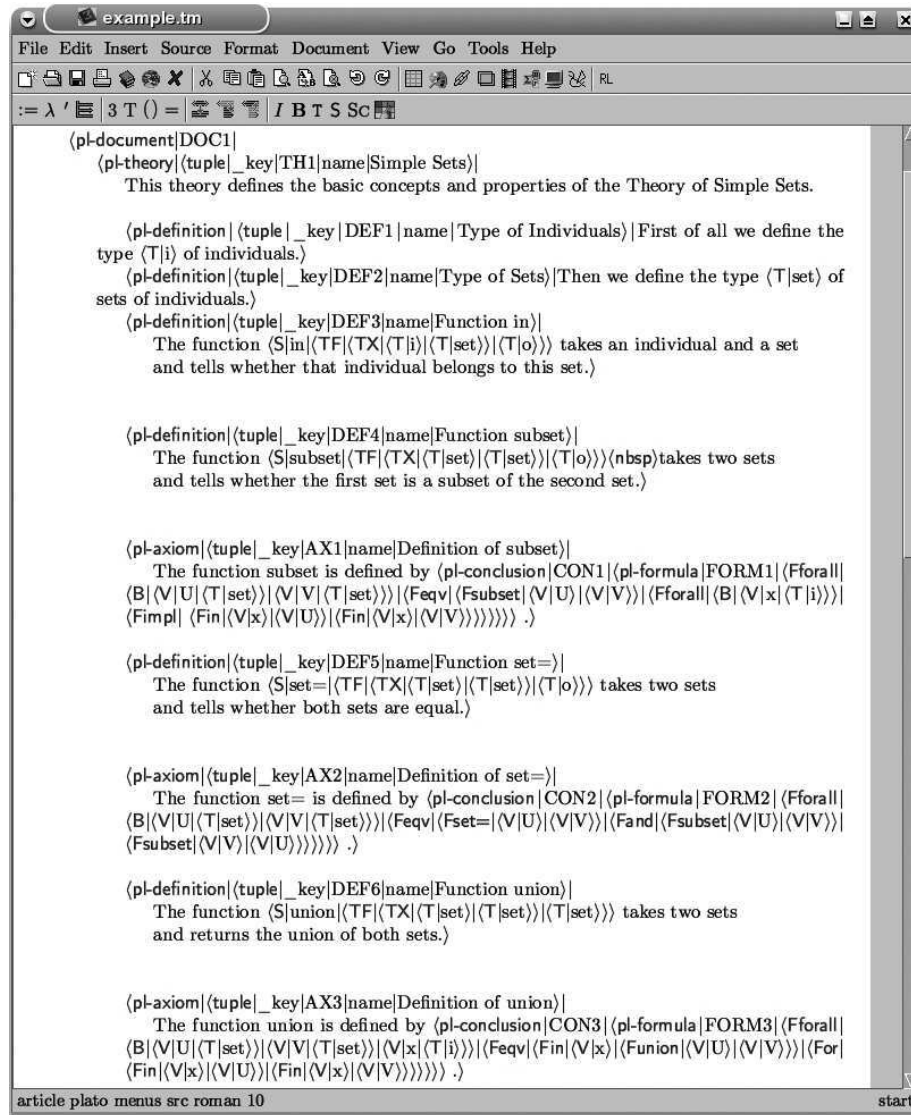 example.tm
File Edit Insert Source Format Document View Go Tools Help
RL
:= λ ′ 3 T () = I B T S SC
⟨pl-document|DOC1|
⟨pl-theory|⟨tuple|_key|TH1|name|Simple Sets⟩|
This theory defines the basic concepts and properties of the Theory of Simple Sets.
⟨pl-definition|⟨tuple|_key|DEF1|name|Type of Individuals⟩|First of all we define the
type ⟨T|i⟩ of individuals.⟩
⟨pl-definition|⟨tuple|_key|DEF2|name|Type of Sets⟩|Then we define the type ⟨T|set⟩ of
sets of individuals.⟩
⟨pl-definition|⟨tuple|_key|DEF3|name|Function in⟩|
The function ⟨S|in|⟨TF|⟨TX|⟨T|i⟩|⟨T|set⟩⟩|⟨T|o⟩⟩⟩ takes an individual and a set
and tells whether that individual belongs to this set.⟩
⟨pl-definition|⟨tuple|_key|DEF4|name|Function subset⟩|
The function ⟨S|subset|⟨TF|⟨TX|⟨T|set⟩|⟨T|set⟩⟩|⟨T|o⟩⟩⟩⟨nbsp⟩takes two sets
and tells whether the first set is a subset of the second set.⟩
⟨pl-axiom|⟨tuple|_key|AX1|name|Definition of subset⟩|
The function subset is defined by ⟨pl-conclusion|CON1|⟨pl-formula|FORM1|⟨Fforall|
⟨B|⟨V|U|⟨T|set⟩⟩|⟨V|V|⟨T|set⟩⟩⟩|⟨Feqv|⟨Fsubset|⟨V|U⟩|⟨V|V⟩⟩|⟨Fforall|⟨B|⟨V|x|⟨T|i⟩⟩⟩|
⟨Fimpl| ⟨Fin|⟨V|x⟩|⟨V|U⟩⟩|⟨Fin|⟨V|x⟩|⟨V|V⟩⟩⟩⟩⟩⟩⟩⟩ .⟩
⟨pl-definition|⟨tuple|_key|DEF5|name|Function set=⟩|
The function ⟨S|set=|⟨TF|⟨TX|⟨T|set⟩|⟨T|set⟩⟩|⟨T|o⟩⟩⟩ takes two sets
and tells whether both sets are equal.⟩
⟨pl-axiom|⟨tuple|_key|AX2|name|Definition of set=⟩|
The function set= is defined by ⟨pl-conclusion|CON2|⟨pl-formula|FORM2|⟨Fforall|
⟨B|⟨V|U|⟨T|set⟩⟩|⟨V|V|⟨T|set⟩⟩⟩|⟨Feqv|⟨Fset=|⟨V|U⟩|⟨V|V⟩⟩|⟨Fand|⟨Fsubset|⟨V|U⟩|⟨V|V⟩⟩|
⟨Fsubset|⟨V|V⟩|⟨V|U⟩⟩⟩⟩⟩⟩⟩ .⟩
⟨pl-definition|⟨tuple|_key|DEF6|name|Function union⟩|
The function ⟨S|union|⟨TF|⟨TX|⟨T|set⟩|⟨T|set⟩⟩|⟨T|set⟩⟩⟩ takes two sets
and returns the union of both sets.⟩
⟨pl-axiom|⟨tuple|_key|AX3|name|Definition of union⟩|
The function union is defined by ⟨pl-conclusion|CON3|⟨pl-formula|FORM3|⟨Fforall|
⟨B|⟨V|U|⟨T|set⟩⟩|⟨V|V|⟨T|set⟩⟩|⟨V|x|⟨T|i⟩⟩⟩|⟨Feqv|⟨Fin|⟨V|x⟩|⟨Funion|⟨V|U⟩|⟨V|V⟩⟩⟩|⟨For|
⟨Fin|⟨V|x⟩|⟨V|U⟩⟩|⟨Fin|⟨V|x⟩|⟨V|V⟩⟩⟩⟩⟩⟩⟩ .⟩
article plato menus src roman 10 start